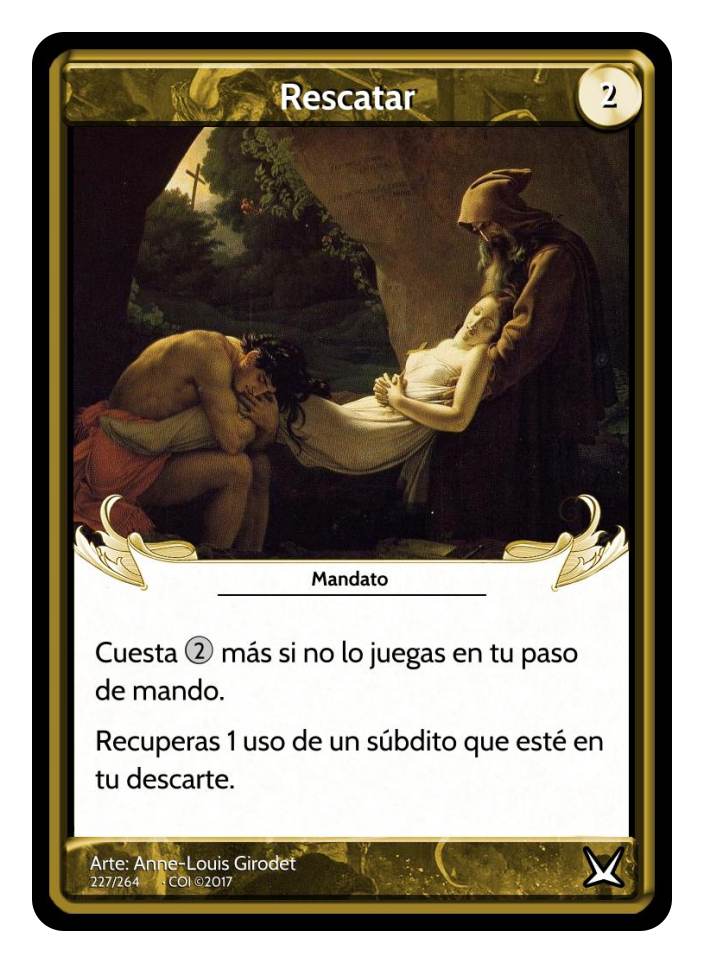 Rescatar
2
Mandato
Cuesta 2 más si no lo juegas en tu paso
de mando.
Recuperas 1 uso de un súbdito que esté en
tu descarte.
Arte: Anne-Louis Girodet
227/264 · COI ©2017